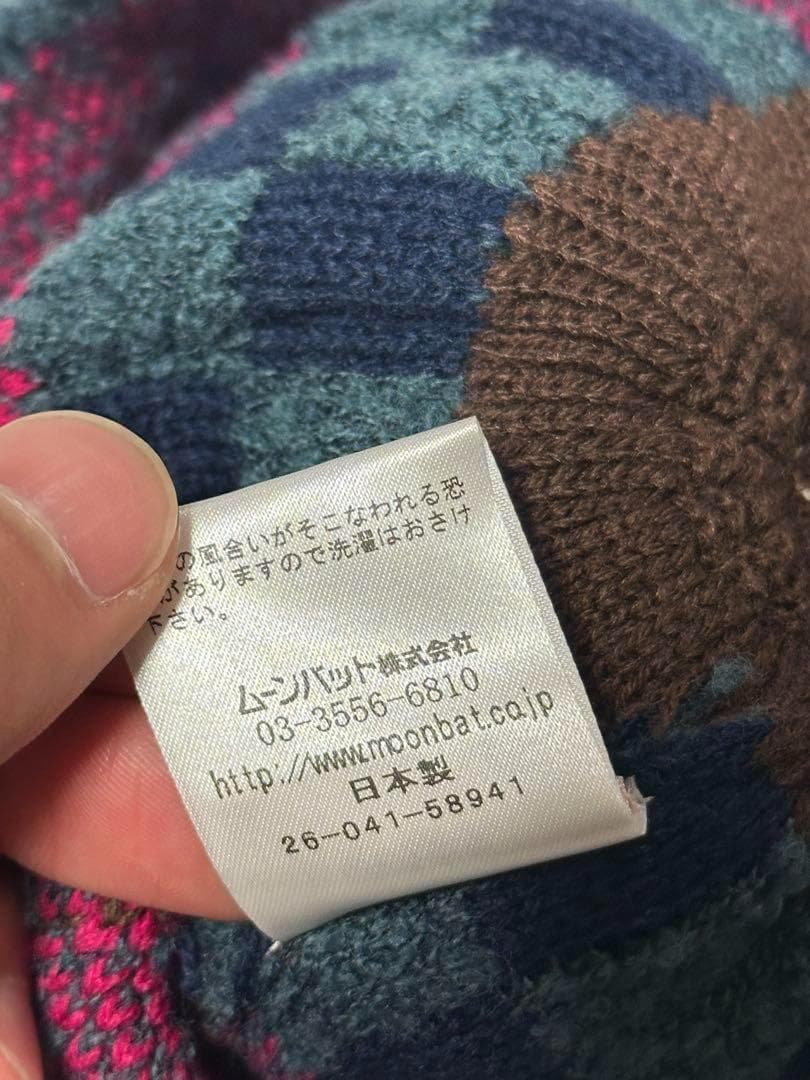 の風合いがそこなわれる恐
がありますので洗濯はおさけ
下さい。
ムーンバット株式会社
03-3556-6810
http://www.moonbat.co.jp
日本製
26-041-58941